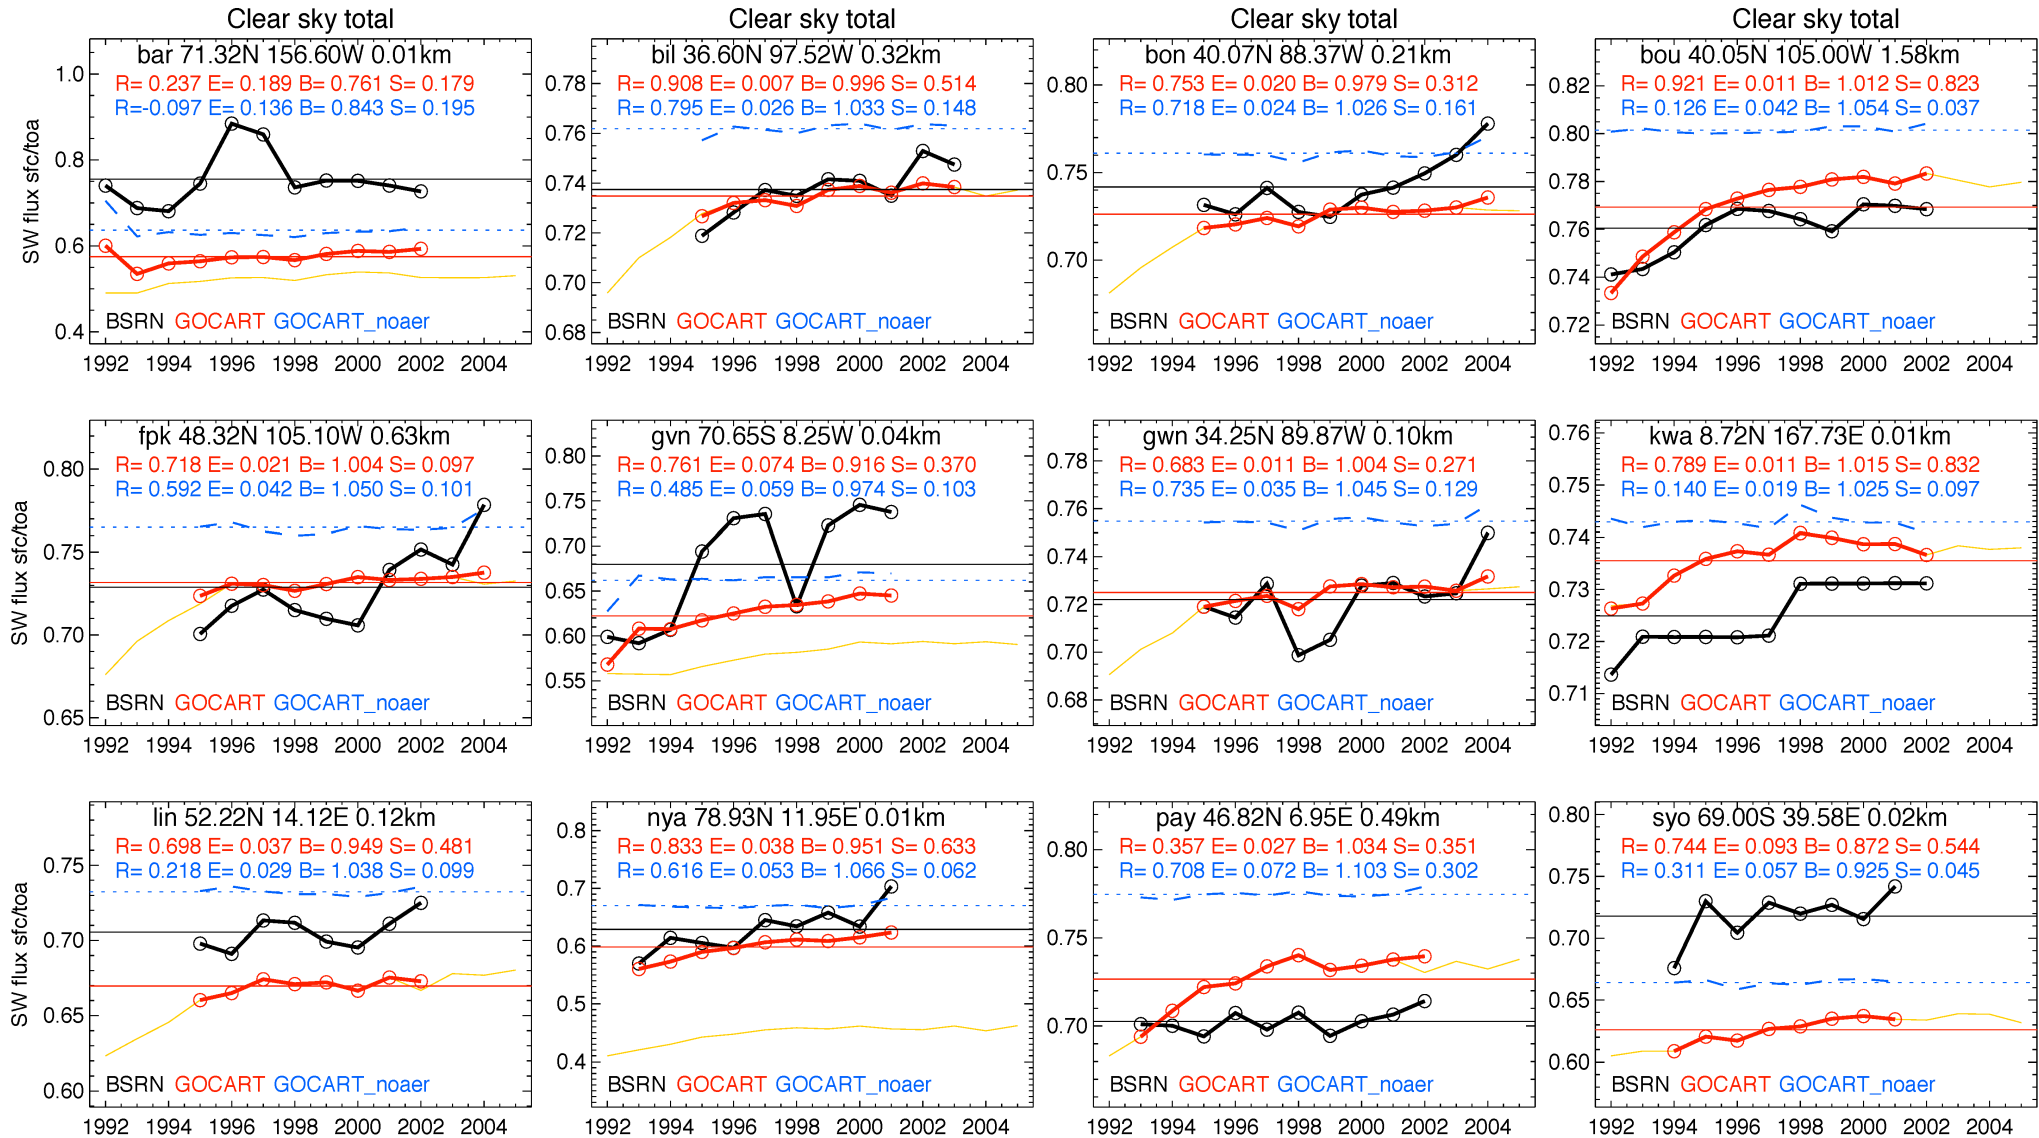 Clear sky total Clear sky total Clear sky total Clear sky total
bar 71.32N 156.60W 0.01km
R= 0.237 E= 0.189 B= 0.761 S= 0.179
R=-0.097 E= 0.136 B= 0.843 S= 0.195
SW flux sfc/toa
1.0
0.8
0.6
0.4
BSRN GOCART GOCART_noaer
1992 1994 1996 1998 2000 2002 2004
bil 36.60N 97.52W 0.32km
R= 0.908 E= 0.007 B= 0.996 S= 0.514
R= 0.795 E= 0.026 B= 1.033 S= 0.148
0.78
0.76
0.74
0.72
0.70
0.68
BSRN GOCART GOCART_noaer
1992 1994 1996 1998 2000 2002 2004
bon 40.07N 88.37W 0.21km
R= 0.753 E= 0.020 B= 0.979 S= 0.312
R= 0.718 E= 0.024 B= 1.026 S= 0.161
0.80
0.75
0.70
BSRN GOCART GOCART_noaer
1992 1994 1996 1998 2000 2002 2004
bou 40.05N 105.00W 1.58km
R= 0.921 E= 0.011 B= 1.012 S= 0.823
R= 0.126 E= 0.042 B= 1.054 S= 0.037
0.82
0.80
0.78
0.76
0.74
0.72
BSRN GOCART GOCART_noaer
1992 1994 1996 1998 2000 2002 2004
fpk 48.32N 105.10W 0.63km
R= 0.718 E= 0.021 B= 1.004 S= 0.097
R= 0.592 E= 0.042 B= 1.050 S= 0.101
SW flux sfc/toa
0.80
0.75
0.70
0.65
BSRN GOCART GOCART_noaer
1992 1994 1996 1998 2000 2002 2004
gvn 70.65S 8.25W 0.04km
R= 0.761 E= 0.074 B= 0.916 S= 0.370
R= 0.485 E= 0.059 B= 0.974 S= 0.103
0.80
0.75
0.70
0.65
0.60
0.55
BSRN GOCART GOCART_noaer
1992 1994 1996 1998 2000 2002 2004
gwn 34.25N 89.87W 0.10km
R= 0.683 E= 0.011 B= 1.004 S= 0.271
R= 0.735 E= 0.035 B= 1.045 S= 0.129
0.78
0.76
0.74
0.72
0.70
0.68
BSRN GOCART GOCART_noaer
1992 1994 1996 1998 2000 2002 2004
kwa 8.72N 167.73E 0.01km
R= 0.789 E= 0.011 B= 1.015 S= 0.832
R= 0.140 E= 0.019 B= 1.025 S= 0.097
0.76
0.75
0.74
0.73
0.72
0.71
BSRN GOCART GOCART_noaer
1992 1994 1996 1998 2000 2002 2004
lin 52.22N 14.12E 0.12km
R= 0.698 E= 0.037 B= 0.949 S= 0.481
R= 0.218 E= 0.029 B= 1.038 S= 0.099
SW flux sfc/toa
0.75
0.70
0.65
0.60
BSRN GOCART GOCART_noaer
1992 1994 1996 1998 2000 2002 2004
nya 78.93N 11.95E 0.01km
R= 0.833 E= 0.038 B= 0.951 S= 0.633
R= 0.616 E= 0.053 B= 1.066 S= 0.062
0.8
0.7
0.6
0.5
0.4
BSRN GOCART GOCART_noaer
1992 1994 1996 1998 2000 2002 2004
pay 46.82N 6.95E 0.49km
R= 0.357 E= 0.027 B= 1.034 S= 0.351
R= 0.708 E= 0.072 B= 1.103 S= 0.302
0.80
0.75
0.70
BSRN GOCART GOCART_noaer
1992 1994 1996 1998 2000 2002 2004
syo 69.00S 39.58E 0.02km
R= 0.744 E= 0.093 B= 0.872 S= 0.544
R= 0.311 E= 0.057 B= 0.925 S= 0.045
0.80
0.75
0.70
0.65
0.60
BSRN GOCART GOCART_noaer
1992 1994 1996 1998 2000 2002 2004